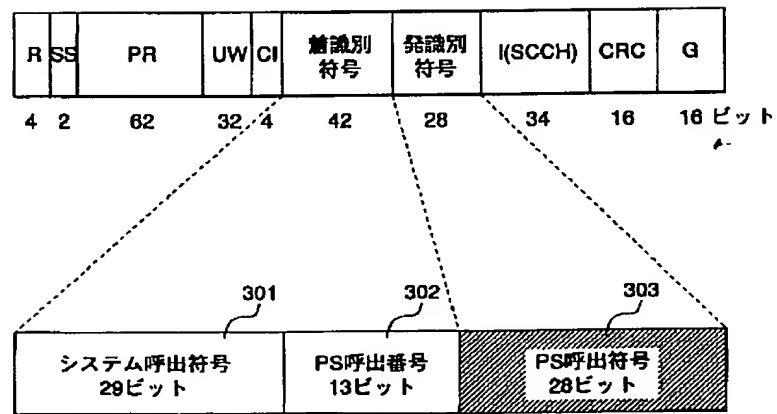 R SS PR UW CI 着識別符号 発識別符号 I(SCCH) CRC G
4 2 62 32 4 42 28 34 16 16 ビット
301 302 303
システム呼出符号 PS呼出番号 PS呼出符号
29ビット 13ビット 28ビット